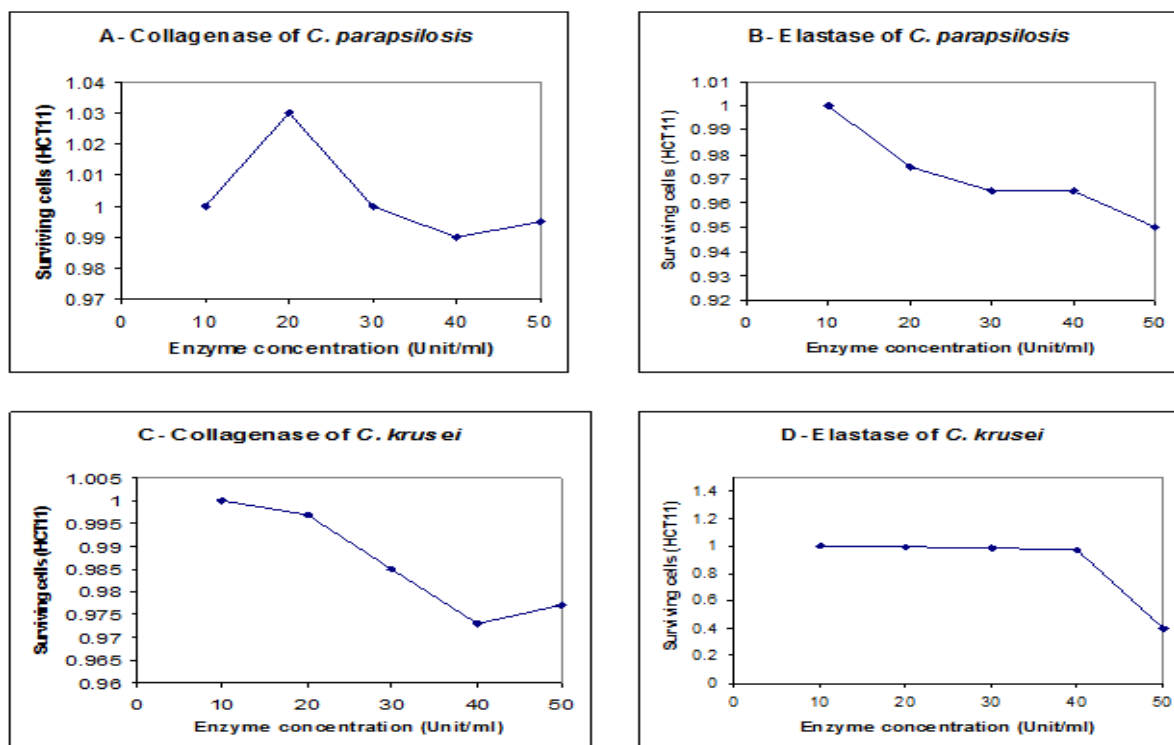 A- Collagenase of C. parapsilosis
Surviving cells (HCT11)
1.04
1.03
1.02
1.01
1
0.99
0.98
0.97
0 10 20 30 40 50
Enzyme concentration (Unit/ml)
B- Elastase of C. parapsilosis
Surviving cells (HCT11)
1.01
1
0.99
0.98
0.97
0.96
0.95
0.94
0.93
0.92
0 10 20 30 40 50
Enzyme concentration (Unit/ml)
C- Collagenase of C. krusei
Surviving cells (HCT11)
1.005
1
0.995
0.99
0.985
0.98
0.975
0.97
0.965
0.96
0 10 20 30 40 50
Enzyme concentration (Unit/ml)
D- Elastase of C. krusei
Surviving cells (HCT11)
1.4
1.2
1
0.8
0.6
0.4
0.2
0
0 10 20 30 40 50
Enzyme concentration (Unit/ml)